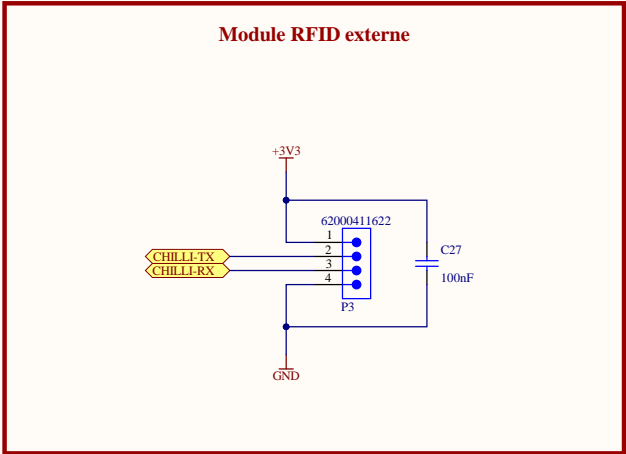 Module RFID externe
+3V3
62000411622
1
2
3
4
CHILLI-TX
CHILLI-RX
C27
100nF
P3
GND